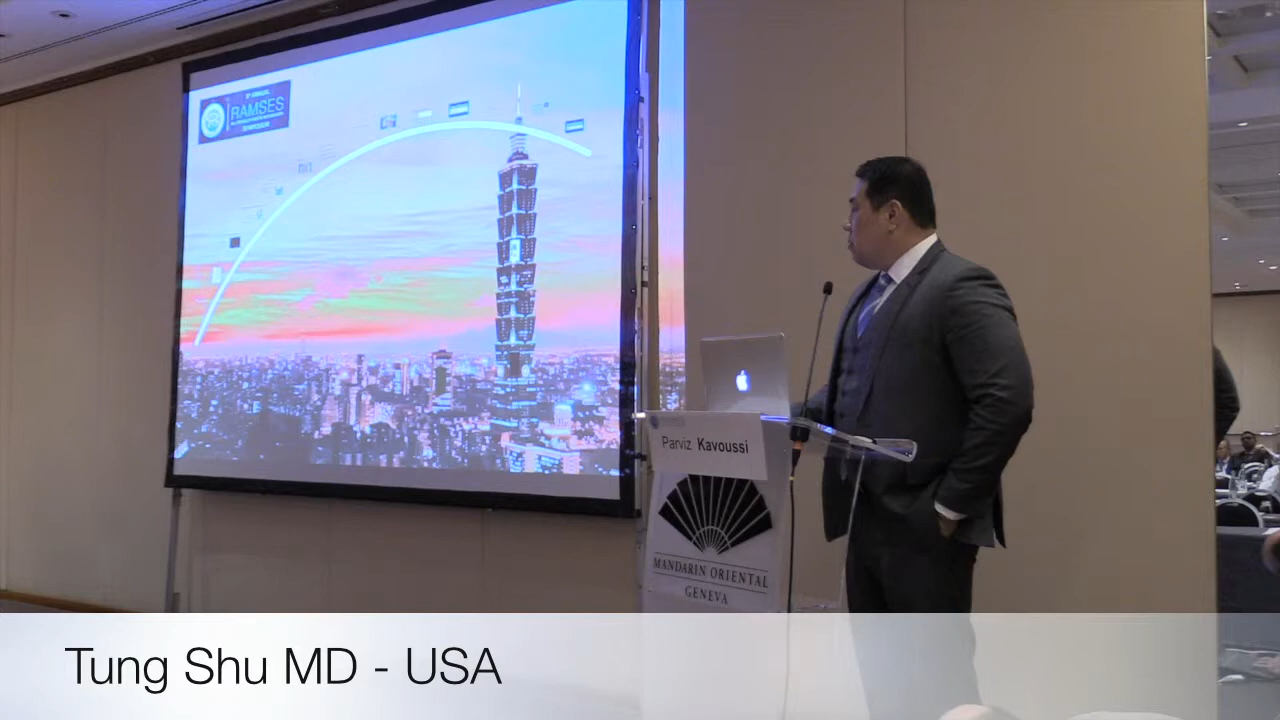 RAMSES
Parviz Kavoussi
MANDARIN ORIENTAL
GENEVA
Tung Shu MD - USA